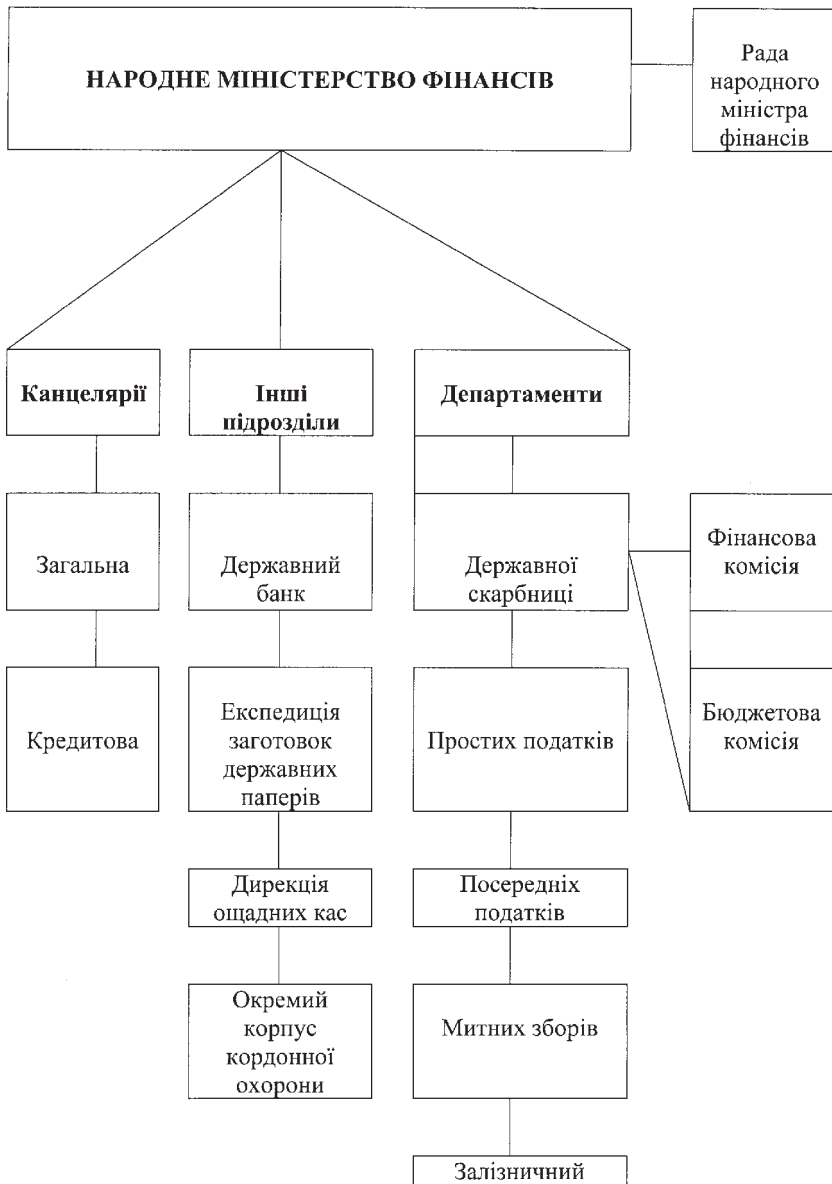 НАРОДНЕ МІНІСТЕРСТВО ФІНАНСІВ
Рада
народного
міністра
фінансів
Канцелярії
Інші
підрозділи
Департаменти
Загальна
Державний
банк
Державної
скарбниці
Фінансова
комісія
Кредитова
Експедиція
заготовок
державних
паперів
Простих податків
Бюджетова
комісія
Дирекція
ощадних кас
Посередніх
податків
Окремий
корпус
кордонної
охорони
Митних зборів
Залізничний